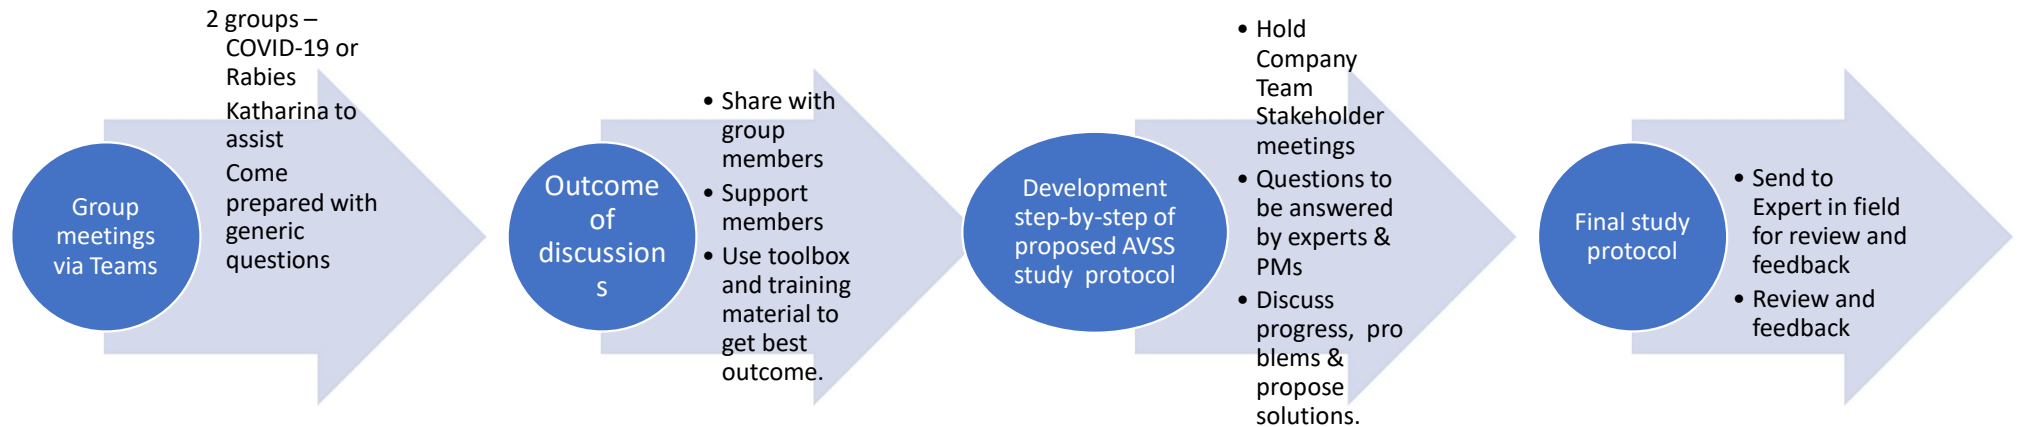 Group
meetings
via Teams
2 groups –
COVID-19 or
Rabies
Katharina to
assist
Come
prepared with
generic
questions
Outcome
of
discussion
s
• Share with
group
members
• Support
members
• Use toolbox
and training
material to
get best
outcome.
Development
step-by-step of
proposed AVSS
study protocol
• Hold
Company
Team
Stakeholder
meetings
• Questions to
be answered
by experts &
PMs
• Discuss
progress, pro
blems &
propose
solutions.
Final study
protocol
• Send to
Expert in field
for review and
feedback
• Review and
feedback